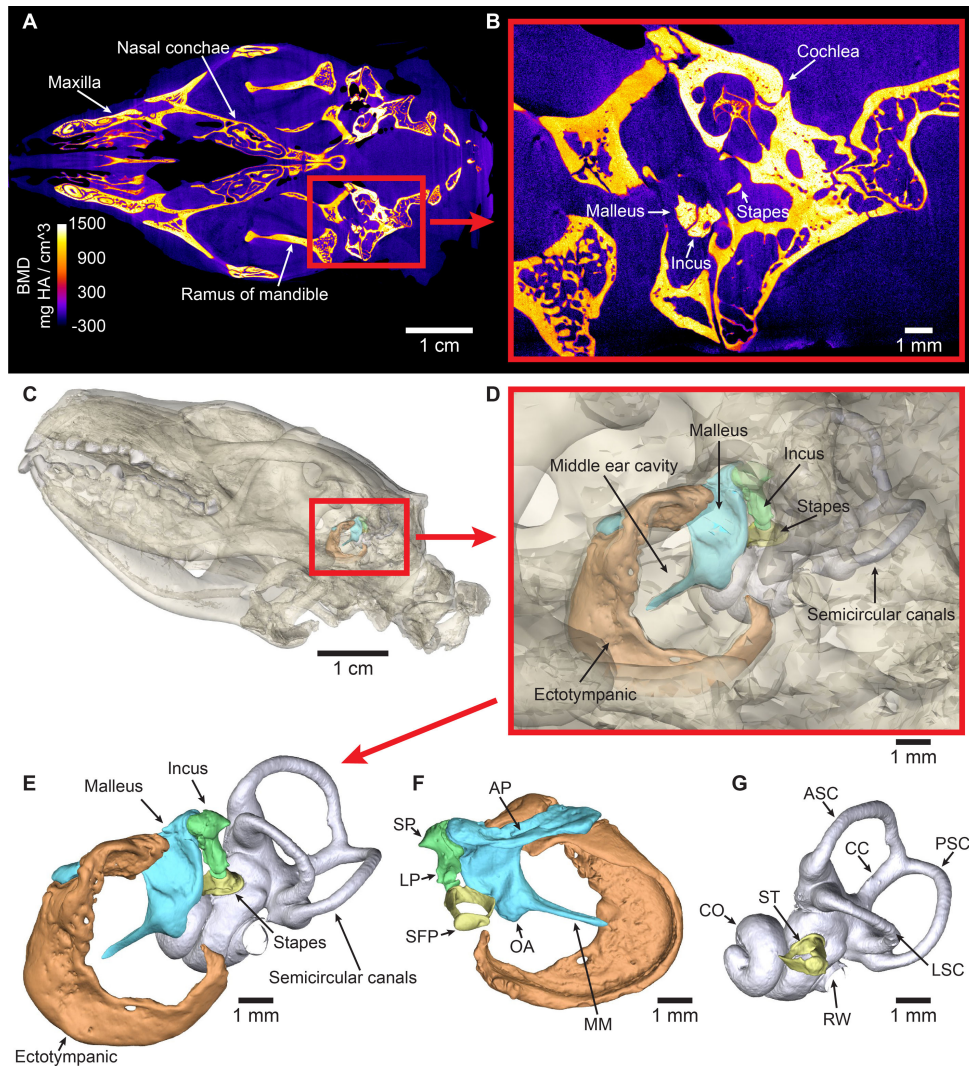 A
Nasal conchae
Maxilla
1500
900
300
-300
BMD
mg HA / cm^3
Ramus of mandible
1 cm
B
Cochlea
Malleus
Stapes
Incus
1 mm
C
1 cm
D
Malleus
Incus
Middle ear cavity
Stapes
Semicircular canals
Ectotympanic
1 mm
E
Incus
Malleus
Stapes
Semicircular canals
1 mm
Ectotympanic
F
AP
SP
LP
SFP
OA
MM
1 mm
G
ASC
PSC
CC
ST
CO
LSC
RW
1 mm